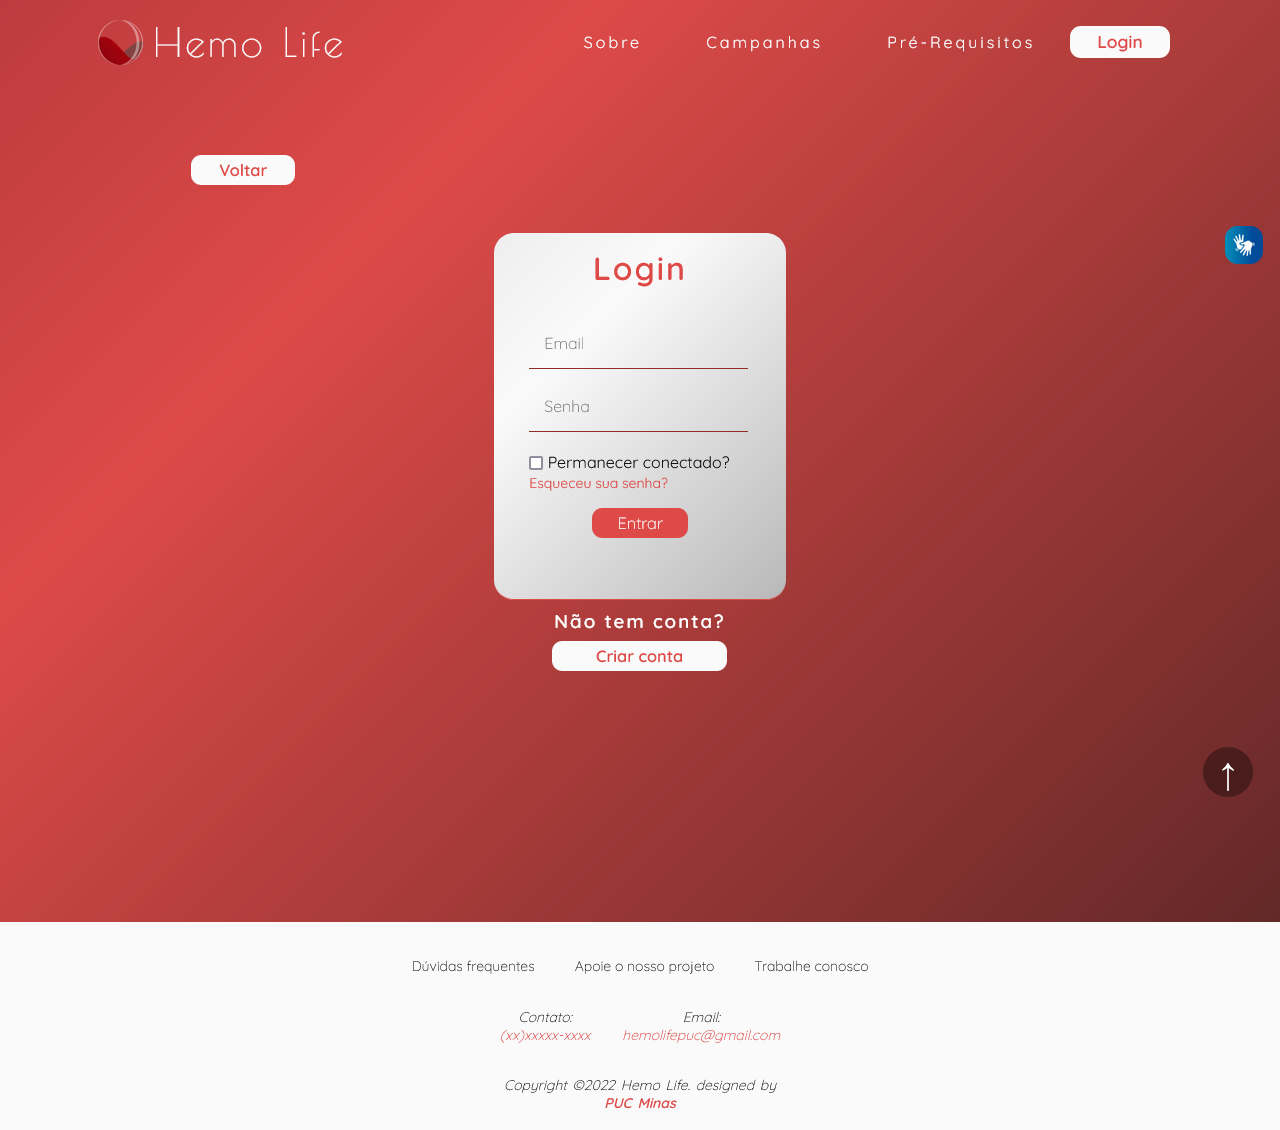 Hemo Life
Sobre
Campanhas
Pré-Requisitos
Login
Voltar
Login
Email
Senha
Permanecer conectado?
Esqueceu sua senha?
Entrar
Não tem conta?
Criar conta
↑
Dúvidas frequentes
Apoie o nosso projeto
Trabalhe conosco
Contato:
(xx)xxxxx-xxxx
Email:
hemolifepuc@gmail.com
Copyright ©2022 Hemo Life. designed by
PUC Minas